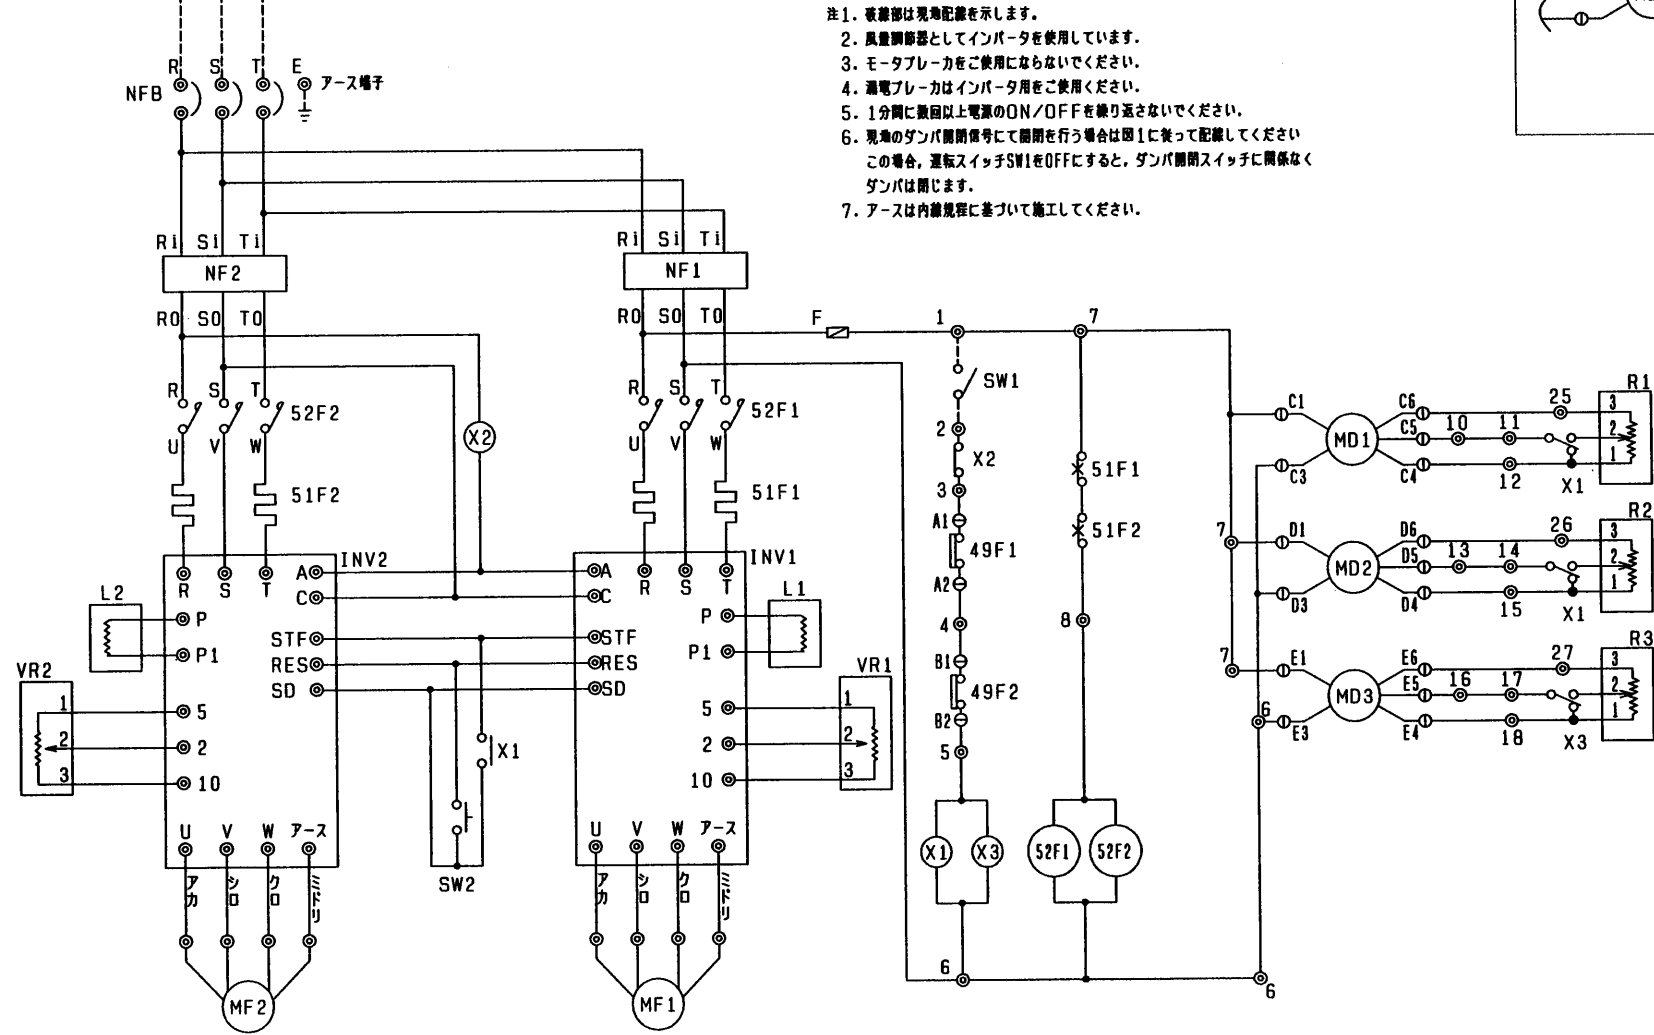 注1. 破線部は現地配線を示します.
2. 風量調節器としてインバータを使用しています.
3. モータブレーカをご使用にならないでください.
4. 漏電ブレーカはインバータ用をご使用ください.
5. 1分間に数回以上電源のON/OFFを繰り返さないでください.
6. 現地のダンパ開閉信号にて開閉を行う場合は図1に従って配線してください
この場合, 運転スイッチSW1をOFFにすると, ダンパ開閉スイッチに関係なく
ダンパは閉じます.
7. アースは内線規程に基づいて施工してください.
R S T E アース端子
NFB
Ri Si Ti
NF2
R0 S0 T0
R S T
52F2
U V W
51F2
X2
INV2
R S T
A
C
STF
RES
SD
L2
P
P1
VR2
1 5
2 2
3 10
U V W アース
アカ シロ クロ ミドリ
MF2
X1
SW2
Ri Si Ti
NF1
R0 S0 T0
R S T
52F1
U V W
51F1
INV1
R S T
A
C
STF
RES
SD
L1
P
P1
VR1
5 1
2 2
10 3
U V W アース
アカ シロ クロ ミドリ
MF1
F
1
SW1
2
X2
3
A1
49F1
A2
4
B1
49F2
B2
5
X1 X3
6
7
51F1
51F2
8
52F1 52F2
6
C1 MD1 C6 25 3 R1
C5 10 11 2
C3 C4 12 X1 1
7 D1 MD2 D6 26 3 R2
D5 13 14 2
D3 D4 15 X1 1
7 E1 MD3 E6 27 3 R3
E5 16 17 2
6 E3 E4 18 X3 1